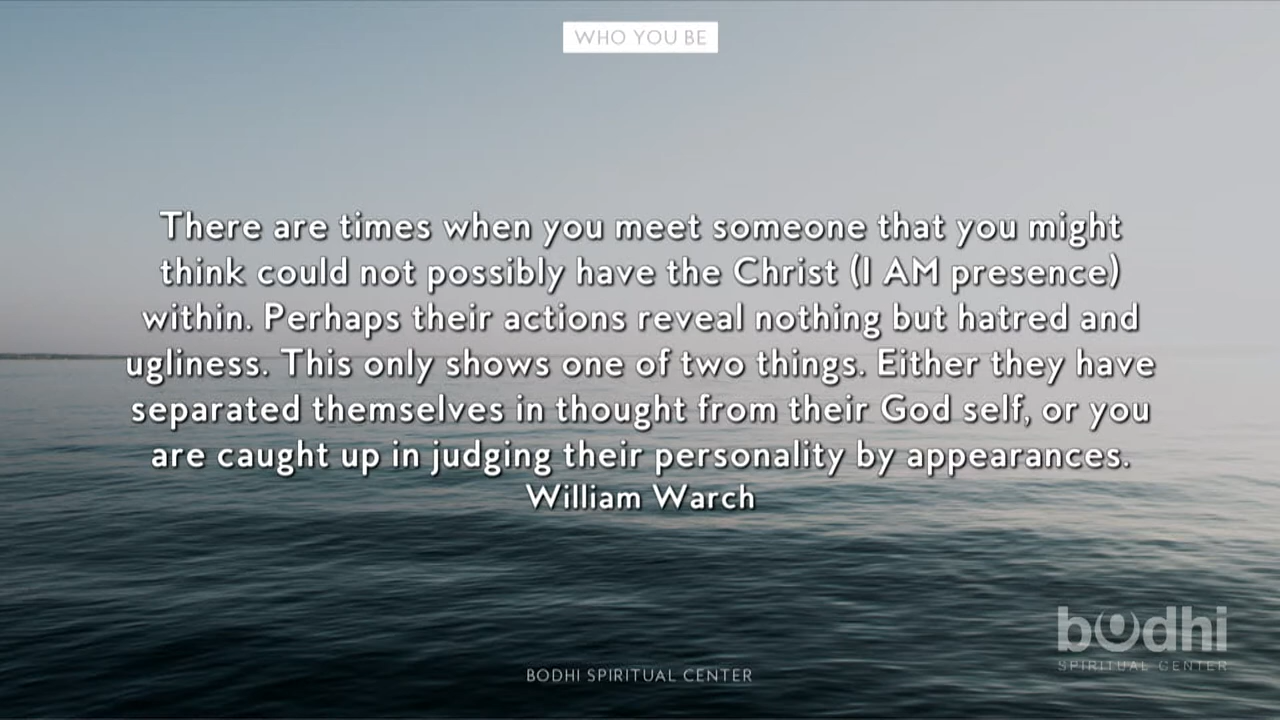 WHO YOU BE
There are times when you meet someone that you might
think could not possibly have the Christ (I AM presence)
within. Perhaps their actions reveal nothing but hatred and
ugliness. This only shows one of two things. Either they have
separated themselves in thought from their God self, or you
are caught up in judging their personality by appearances.
William Warch
bodhi
SPIRITUAL CENTER
BODHI SPIRITUAL CENTER